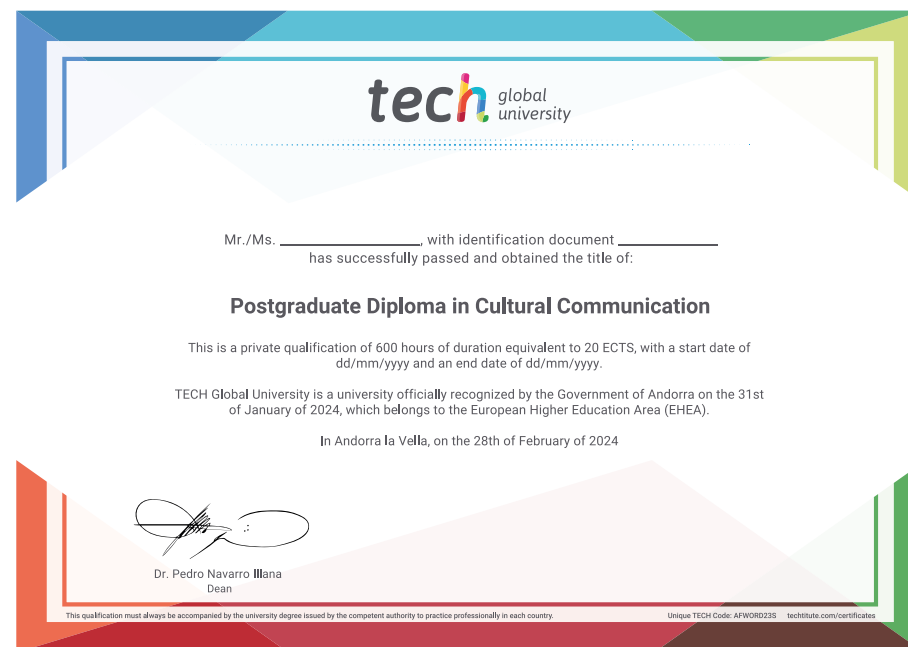 tech global
university
Mr./Ms. ____________, with identification document ____________
has successfully passed and obtained the title of:
Postgraduate Diploma in Cultural Communication
This is a private qualification of 600 hours of duration equivalent to 20 ECTS, with a start date of
dd/mm/yyyy and an end date of dd/mm/yyyy.
TECH Global University is a university officially recognized by the Government of Andorra on the 31st
of January of 2024, which belongs to the European Higher Education Area (EHEA).
In Andorra la Vella, on the 28th of February of 2024
Dr. Pedro Navarro Illana
Dean
This qualification must always be accompanied by the university degree issued by the competent authority to practice professionally in each country.
Unique TECH Code: AFWORD23S techtitute.com/certificates